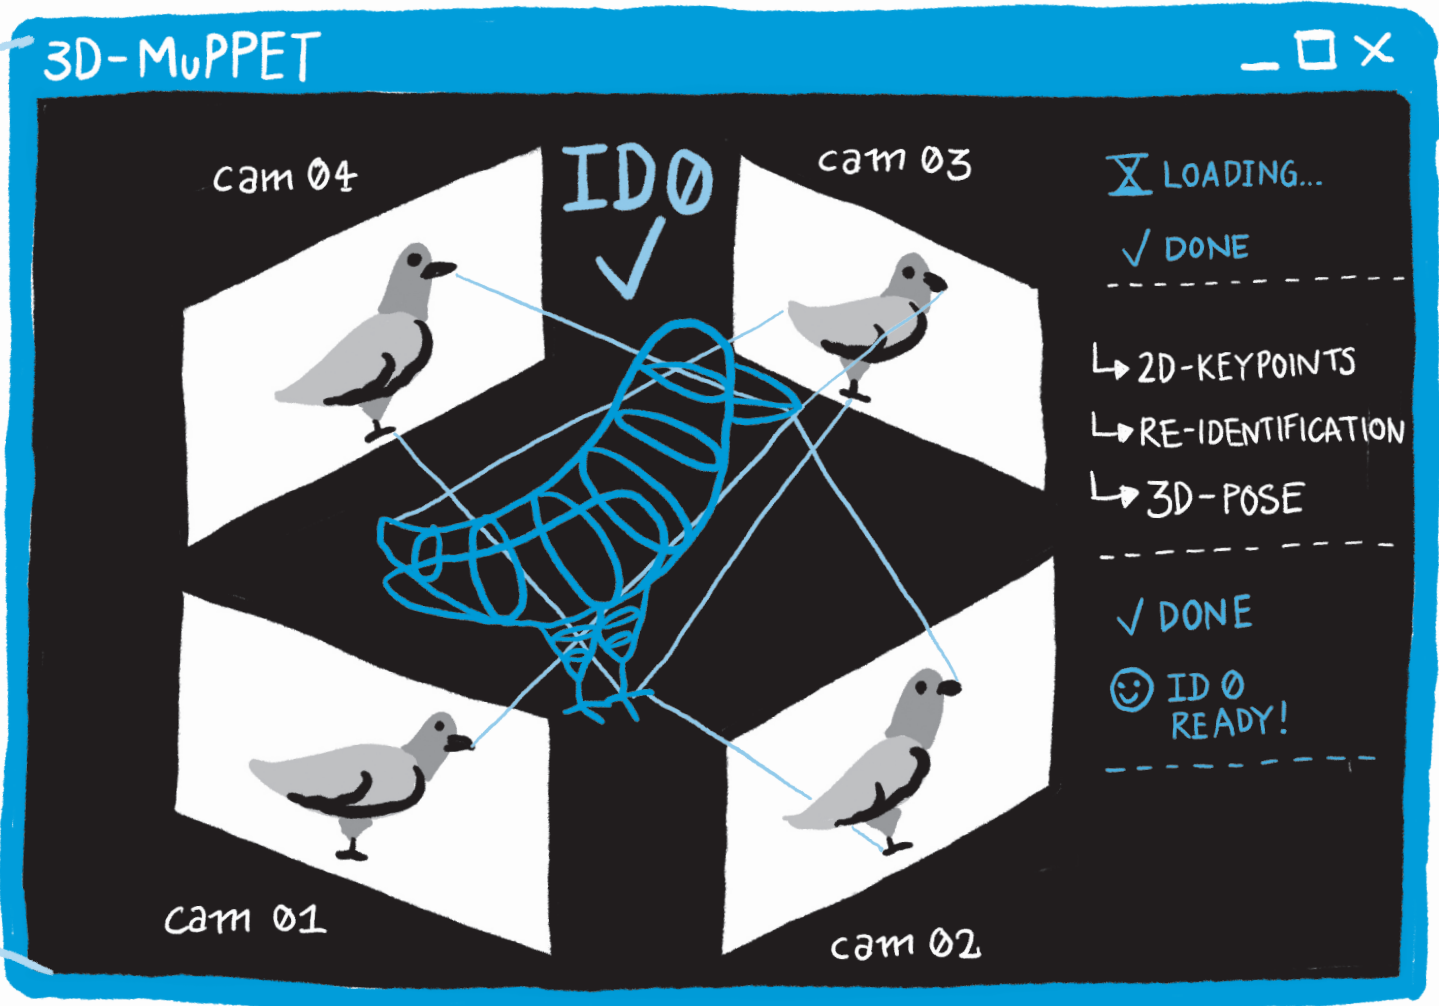 3D-MuPPET
cam 04
ID0
cam 03
LOADING...
DONE
2D-KEYPOINTS
RE-IDENTIFICATION
3D-POSE
DONE
ID 0
READY!
cam 01
cam 02